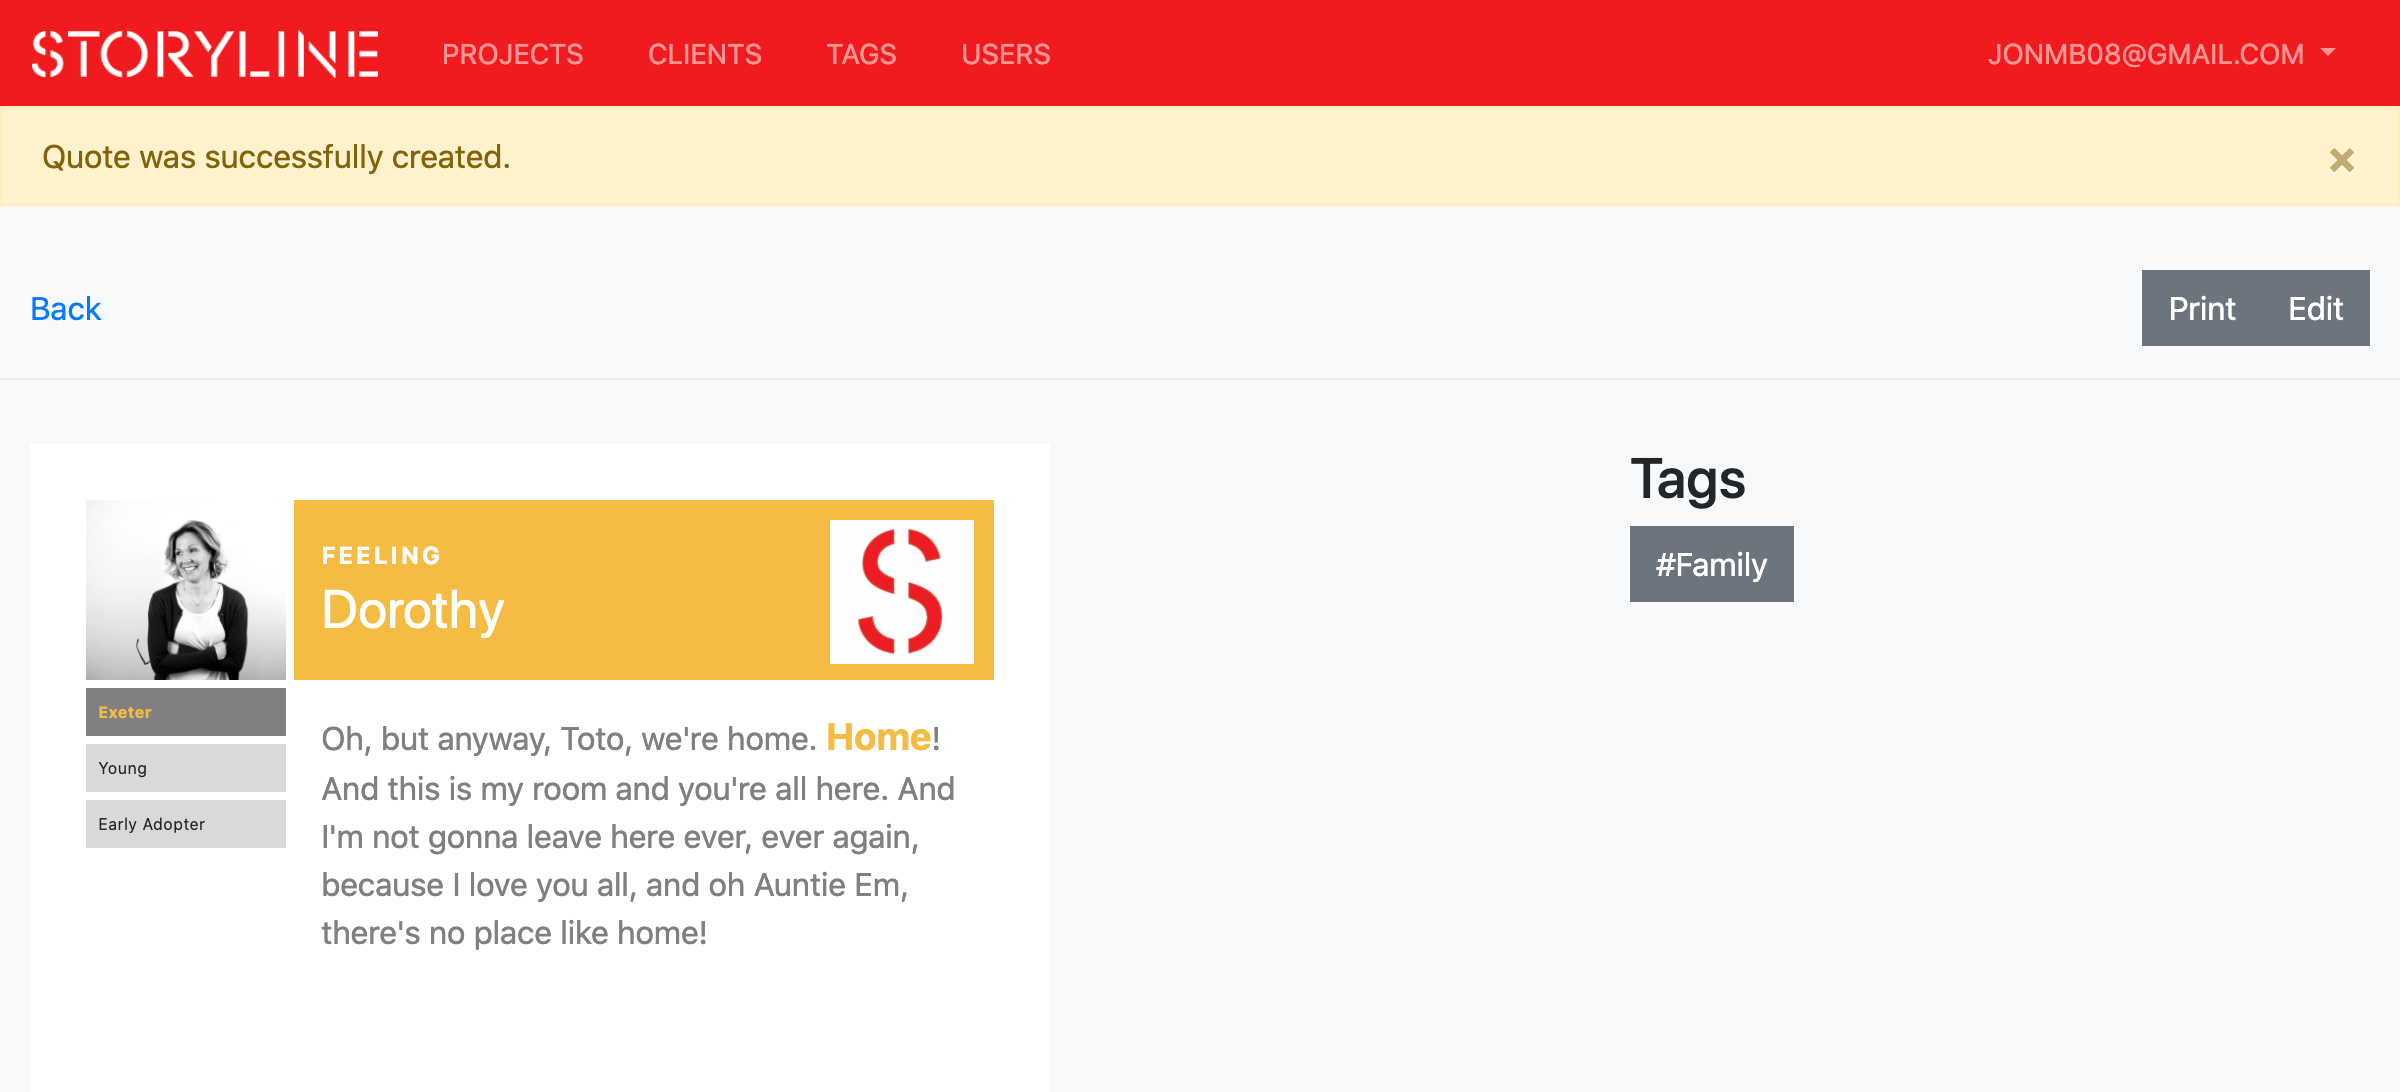 STORYLINE PROJECTS CLIENTS TAGS USERS JONMB08@GMAIL.COM
Quote was successfully created. ×
Back Print Edit
Tags
#Family
FEELING
Dorothy
S
Exeter
Young
Early Adopter
Oh, but anyway, Toto, we're home. Home!
And this is my room and you're all here. And
I'm not gonna leave here ever, ever again,
because I love you all, and oh Auntie Em,
there's no place like home!